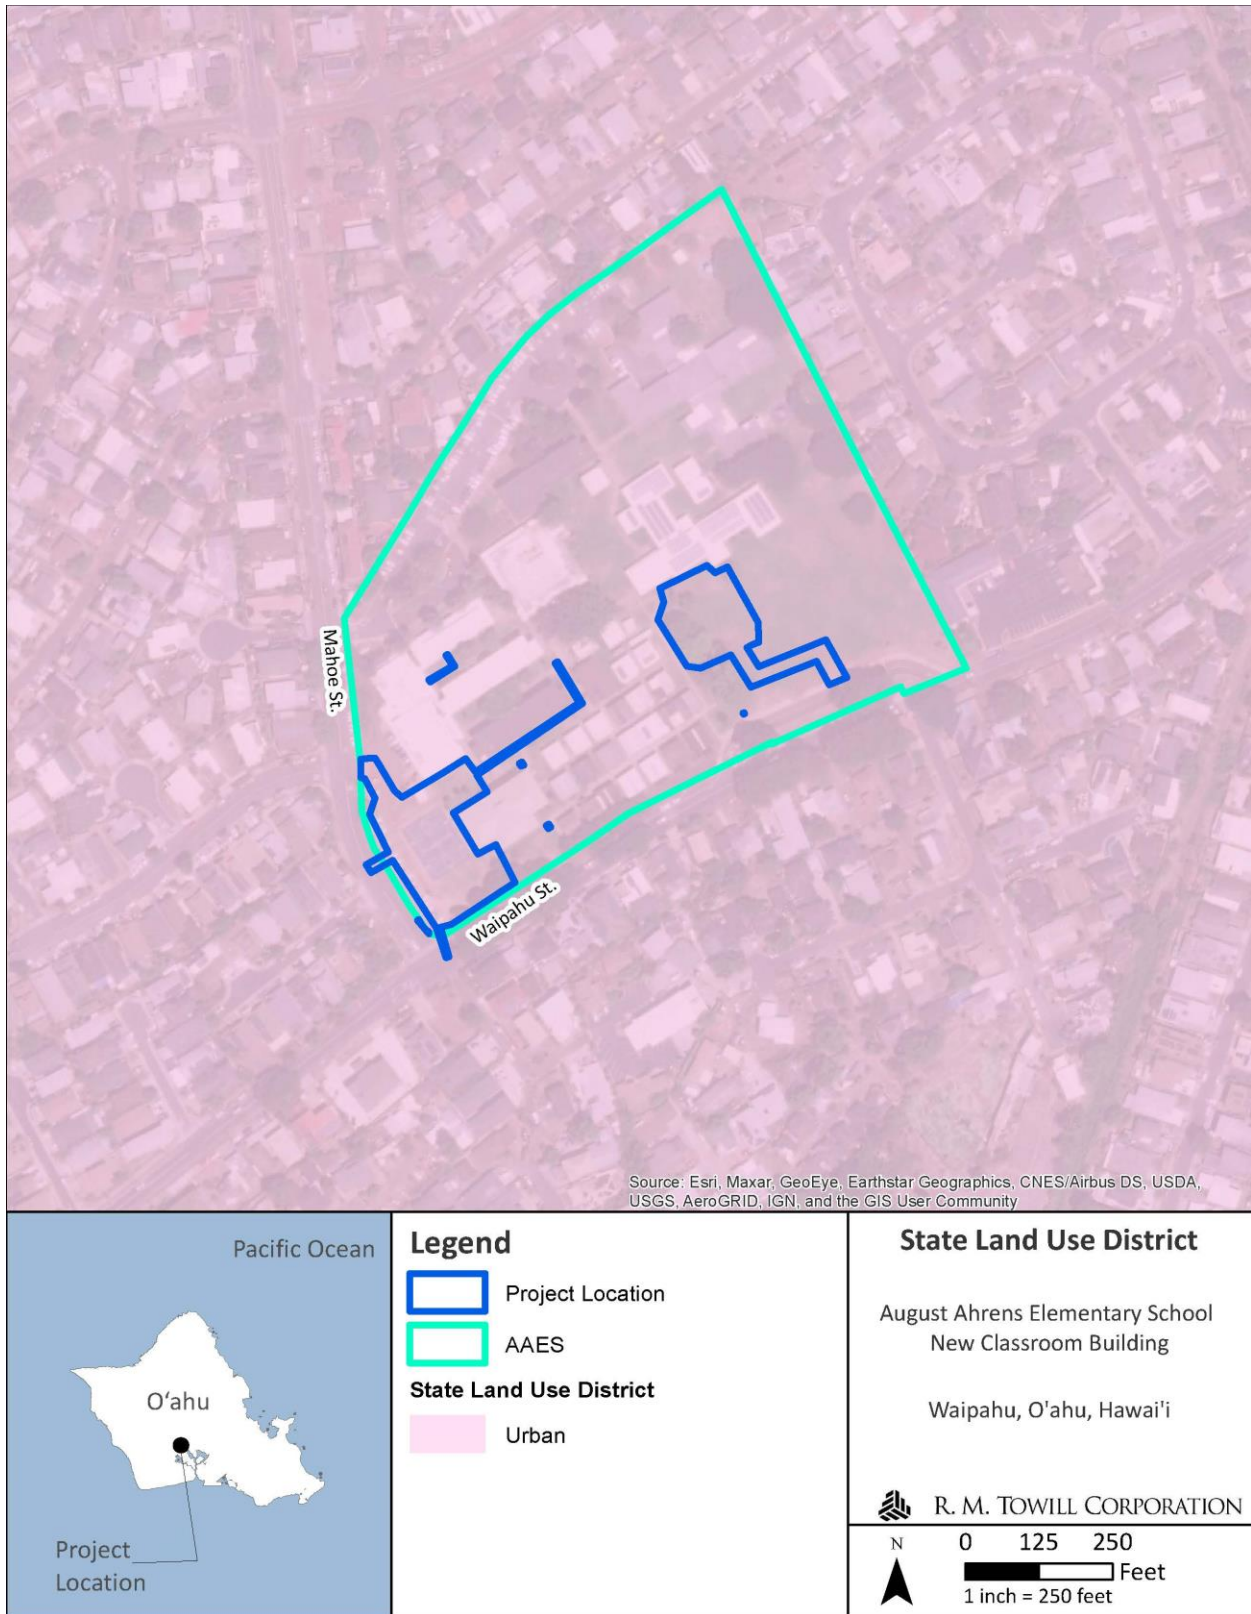 Mahoe St.
Waipahu St.
Source: Esri, Maxar, GeoEye, Earthstar Geographics, CNES/Airbus DS, USDA,
USGS, AeroGRID, IGN, and the GIS User Community
Pacific Ocean
Oʻahu
Project
Location
Legend
Project Location
AAES
State Land Use District
Urban
State Land Use District
August Ahrens Elementary School
New Classroom Building
Waipahu, O'ahu, Hawai'i
R. M. TOWILL CORPORATION
N
0 125 250
Feet
1 inch = 250 feet